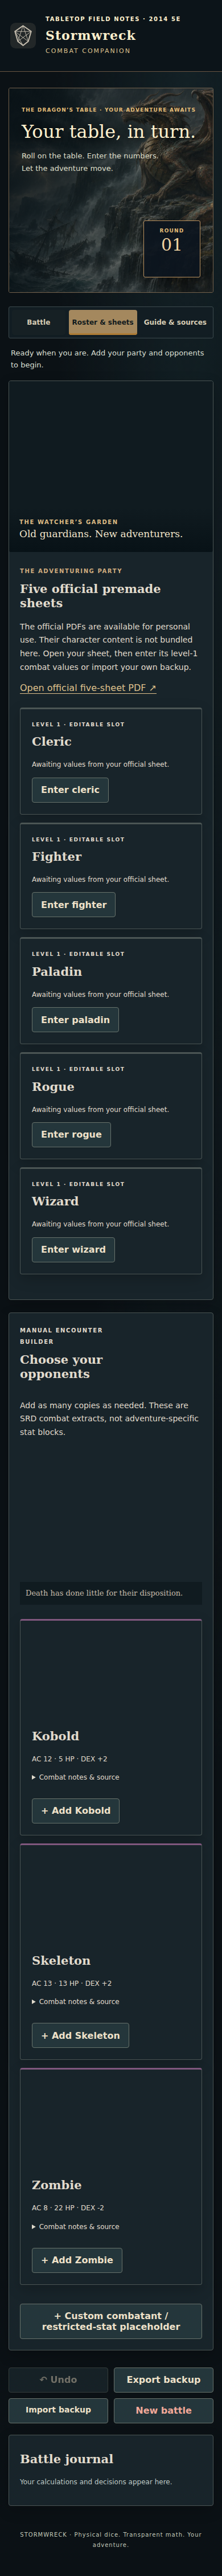 TABLETOP FIELD NOTES · 2014 5E
Stormwreck
COMBAT COMPANION
THE DRAGON'S TABLE · YOUR ADVENTURE AWAITS
Your table, in turn.
Roll on the table. Enter the numbers.
Let the adventure move.
ROUND
01
Battle
Roster & sheets
Guide & sources
Ready when you are. Add your party and opponents
to begin.
THE WATCHER'S GARDEN
Old guardians. New adventurers.
THE ADVENTURING PARTY
Five official premade
sheets
The official PDFs are available for personal
use. Their character content is not bundled
here. Open your sheet, then enter its level-1
combat values or import your own backup.
Open official five-sheet PDF ↗
LEVEL 1 · EDITABLE SLOT
Cleric
Awaiting values from your official sheet.
Enter cleric
LEVEL 1 · EDITABLE SLOT
Fighter
Awaiting values from your official sheet.
Enter fighter
LEVEL 1 · EDITABLE SLOT
Paladin
Awaiting values from your official sheet.
Enter paladin
LEVEL 1 · EDITABLE SLOT
Rogue
Awaiting values from your official sheet.
Enter rogue
LEVEL 1 · EDITABLE SLOT
Wizard
Awaiting values from your official sheet.
Enter wizard
MANUAL ENCOUNTER
BUILDER
Choose your
opponents
Add as many copies as needed. These are
SRD combat extracts, not adventure-specific
stat blocks.
Death has done little for their disposition.
Kobold
AC 12 · 5 HP · DEX +2
▶ Combat notes & source
+ Add Kobold
Skeleton
AC 13 · 13 HP · DEX +2
▶ Combat notes & source
+ Add Skeleton
Zombie
AC 8 · 22 HP · DEX -2
▶ Combat notes & source
+ Add Zombie
+ Custom combatant /
restricted-stat placeholder
↶ Undo
Export backup
Import backup
New battle
Battle journal
Your calculations and decisions appear here.
STORMWRECK · Physical dice. Transparent math. Your
adventure.